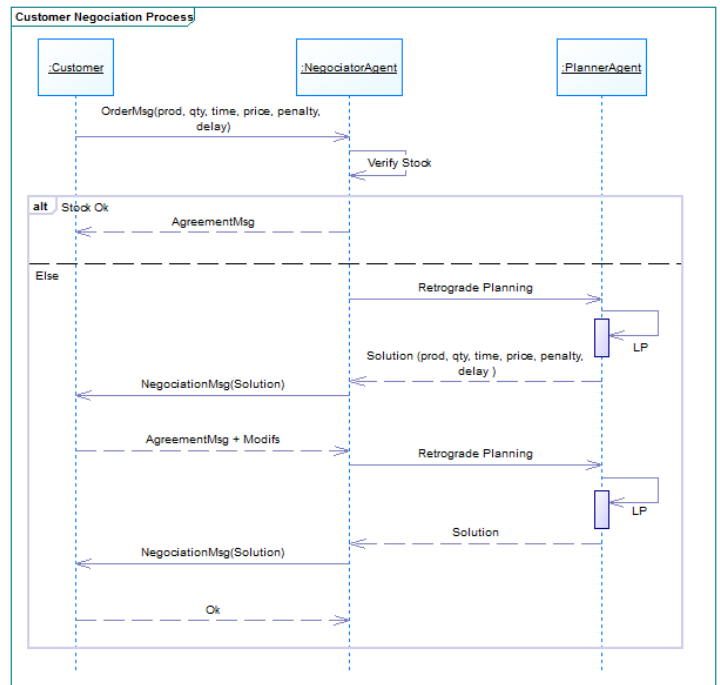 Customer Negociation Process
:Customer
:NegociatorAgent
:PlannerAgent
OrderMsg(prod, qty, time, price, penalty,
delay)
Verify Stock
alt
Stock Ok
AgreementMsg
Else
Retrograde Planning
LP
Solution (prod, qty, time, price, penalty,
delay )
NegociationMsg(Solution)
AgreementMsg + Modifs
Retrograde Planning
LP
Solution
NegociationMsg(Solution)
Ok